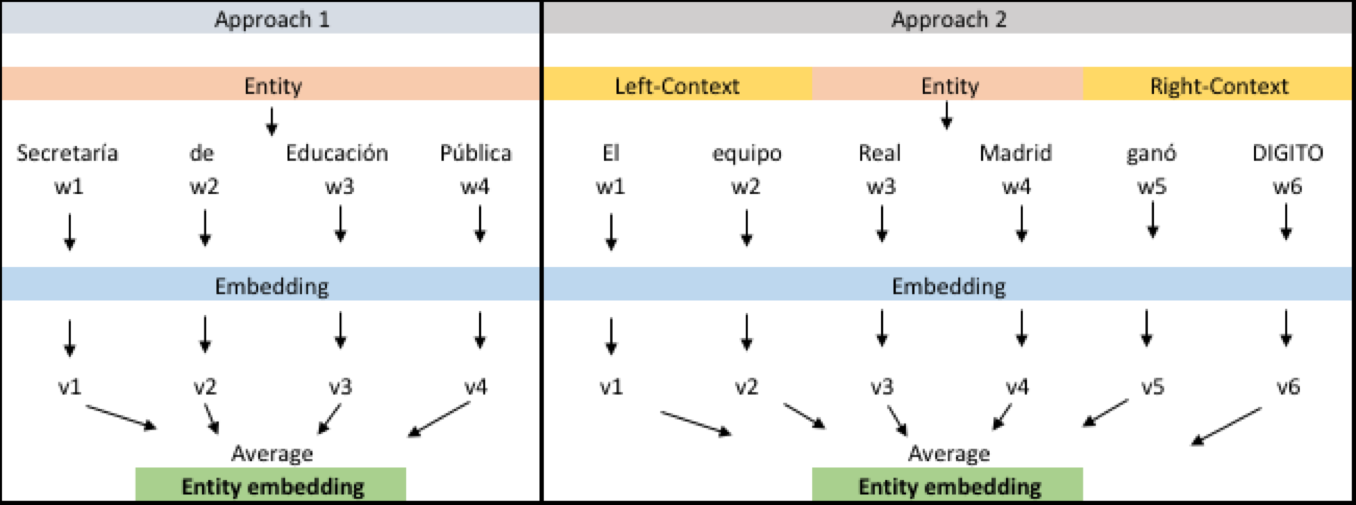 Approach 1
Entity
Secretaría de Educación Pública
w1 w2 w3 w4
Embedding
v1 v2 v3 v4
Average
Entity embedding
Approach 2
Left-Context Entity Right-Context
El equipo Real Madrid ganó DIGITO
w1 w2 w3 w4 w5 w6
Embedding
v1 v2 v3 v4 v5 v6
Average
Entity embedding